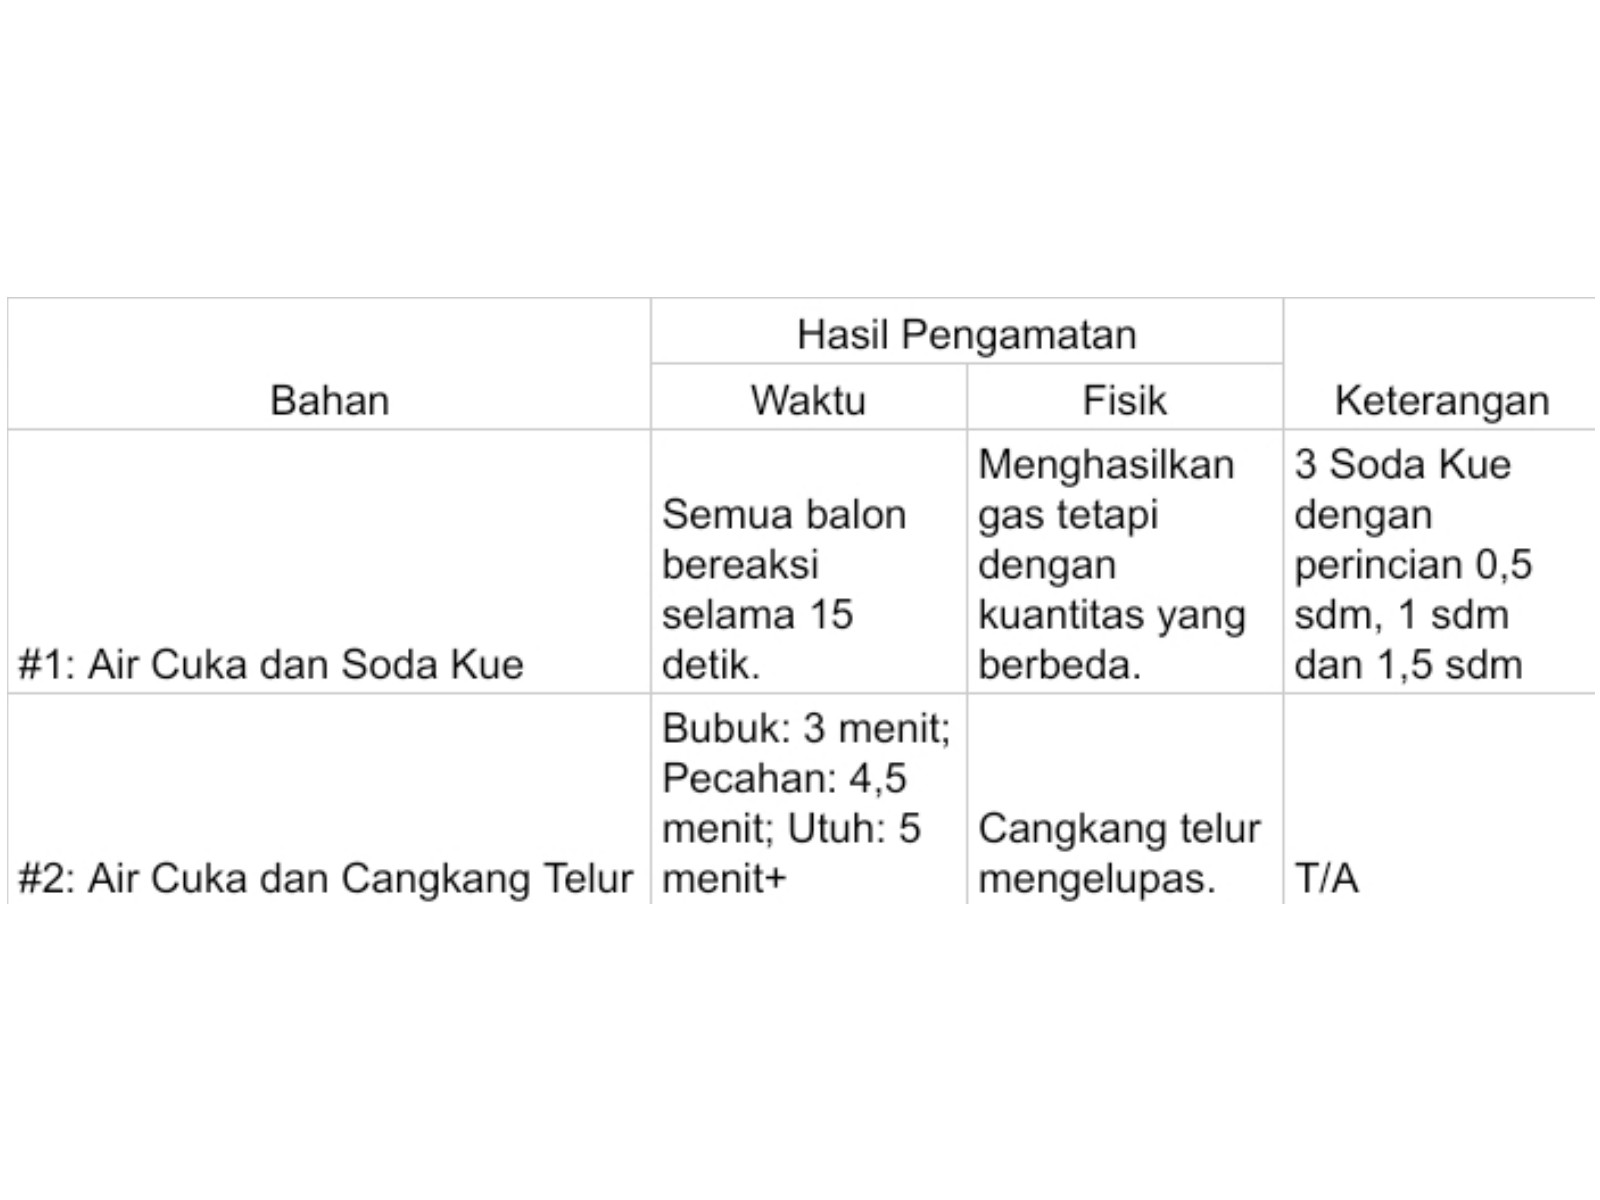 Hasil Pengamatan
Bahan
Waktu
Fisik
Keterangan
#1: Air Cuka dan Soda Kue
Semua balon
bereaksi
selama 15
detik.
Menghasilkan
gas tetapi
dengan
kuantitas yang
berbeda.
3 Soda Kue
dengan
perincian 0,5
sdm, 1 sdm
dan 1,5 sdm
#2: Air Cuka dan Cangkang Telur
Bubuk: 3 menit;
Pecahan: 4,5
menit; Utuh: 5
menit+
Cangkang telur
mengelupas.
T/A